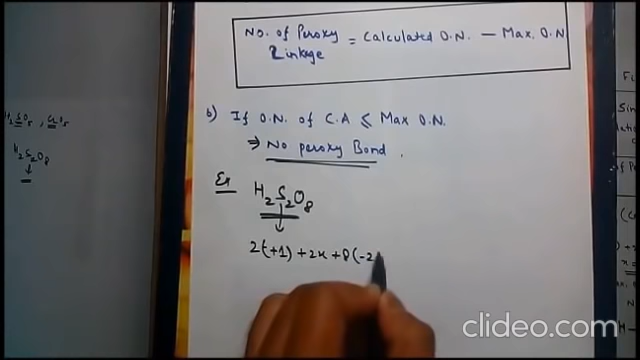 No. of Peroxy Linkage = Calculated O.N. – Max. O.N
b) If O.N. of C.A ≤ Max O.N.
⇒ No peroxy Bond.
Ex H₂S₂O₈
↓
2(+1) + 2x + 8(-2
H₂S₂O₈
↓
clideo.com